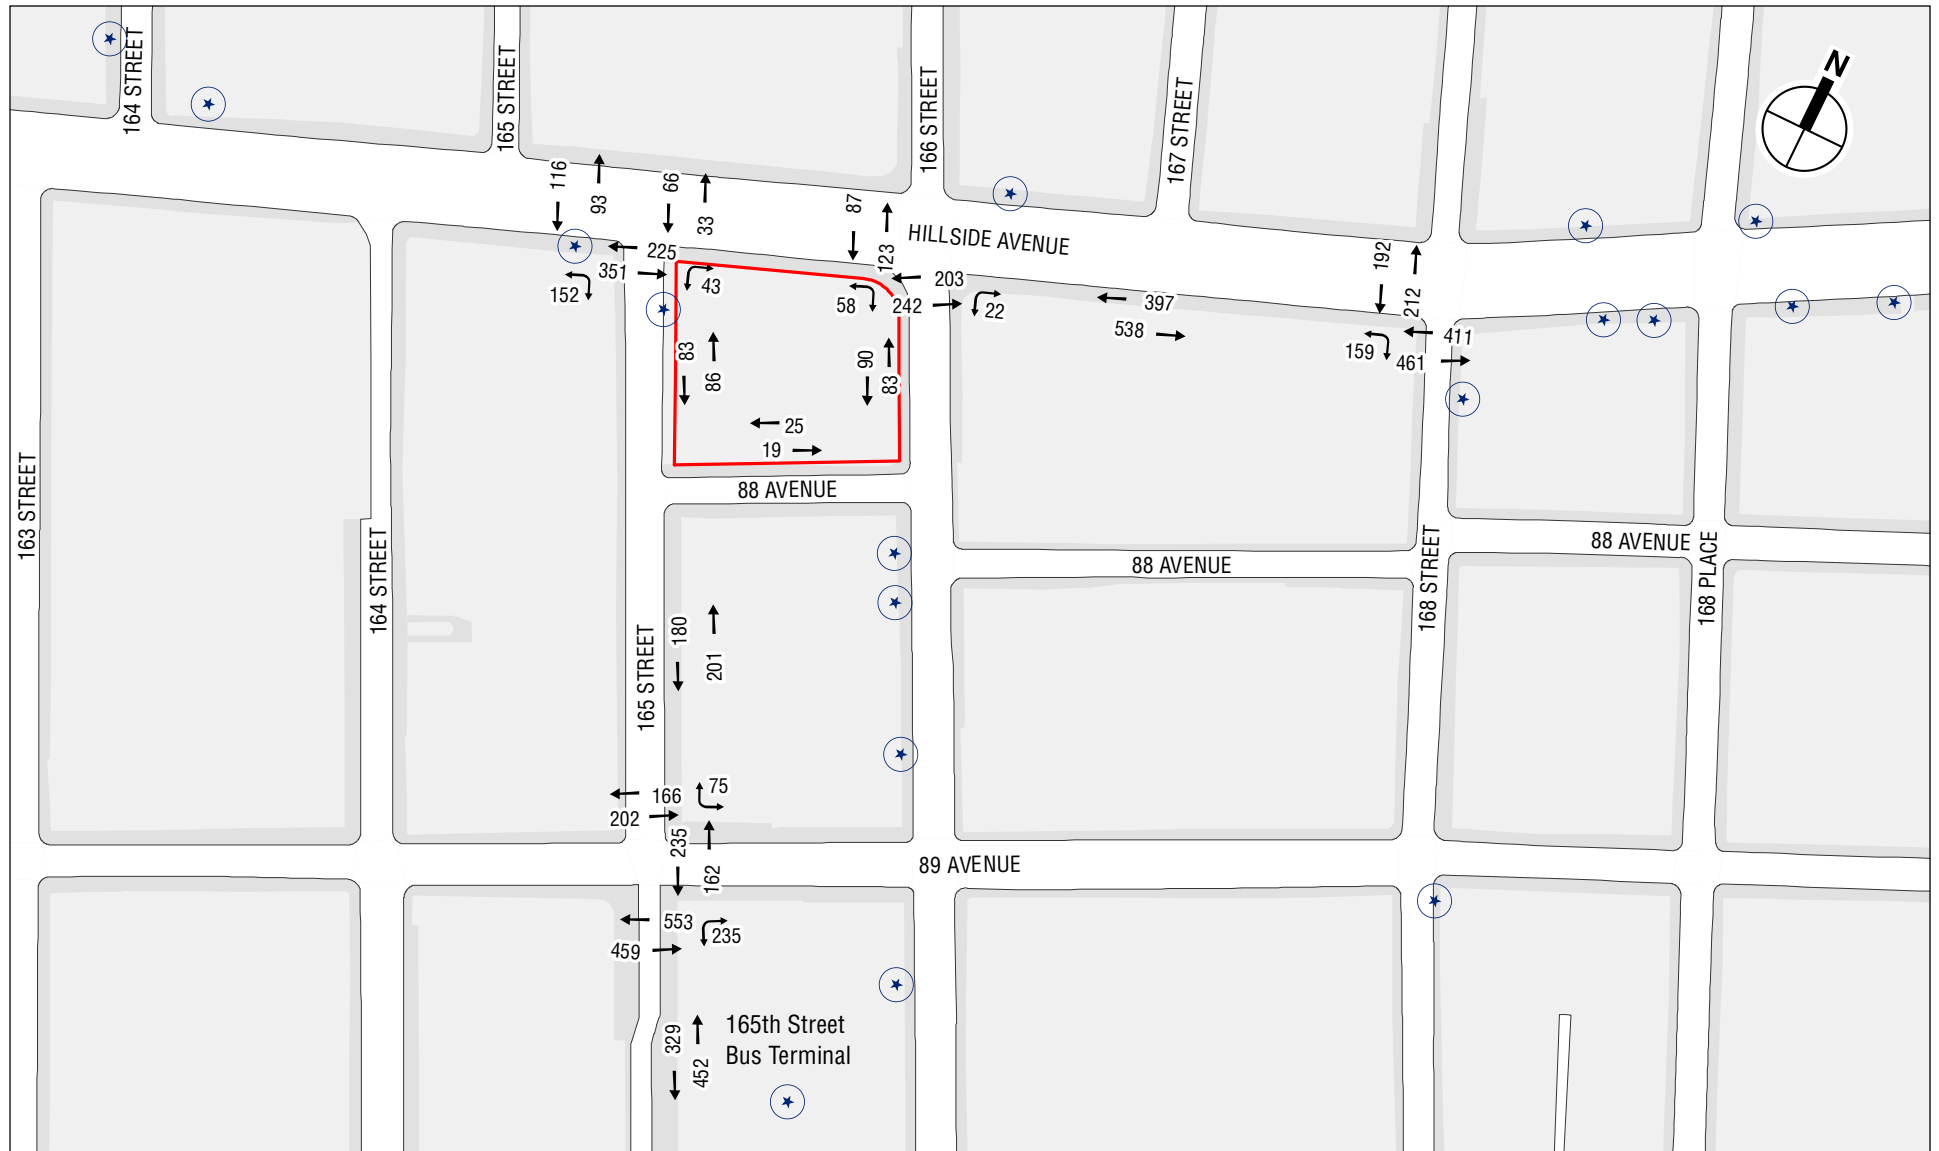 164 STREET
165 STREET
166 STREET
167 STREET
N
116
93
66
33
87
123
HILLSIDE AVENUE
192
212
225
351
152
43
203
58
242
22
397
538
411
159
461
83
86
90
83
25
19
88 AVENUE
163 STREET
164 STREET
88 AVENUE
88 AVENUE
168 STREET
168 PLACE
165 STREET
180
201
166
75
202
235
162
89 AVENUE
553
235
459
329
452
165th Street
Bus Terminal